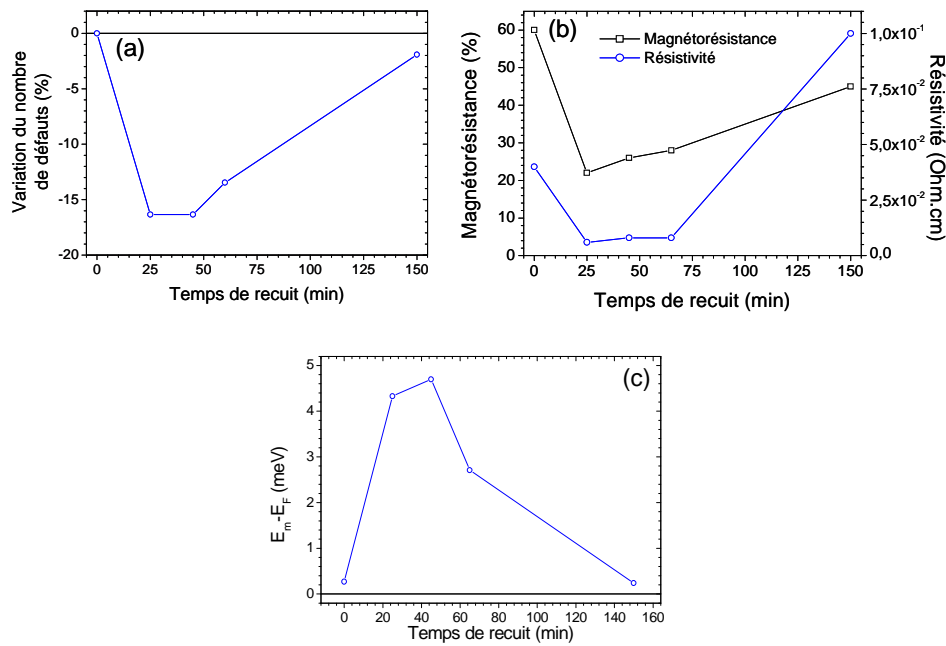 (a)
Variation du nombre
de défauts (%)
0
-5
-10
-15
-20
0 25 50 75 100 125 150
Temps de recuit (min)
(b)
Magnétorésistance
Résistivité
Magnétorésistance (%)
60
50
40
30
20
10
0
1,0x10⁻¹
7,5x10⁻²
5,0x10⁻²
2,5x10⁻²
0,0
Résistivité (Ohm.cm)
0 25 50 75 100 125 150
Temps de recuit (min)
(c)
E_m-E_F (meV)
5
4
3
2
1
0
0 20 40 60 80 100 120 140 160
Temps de recuit (min)